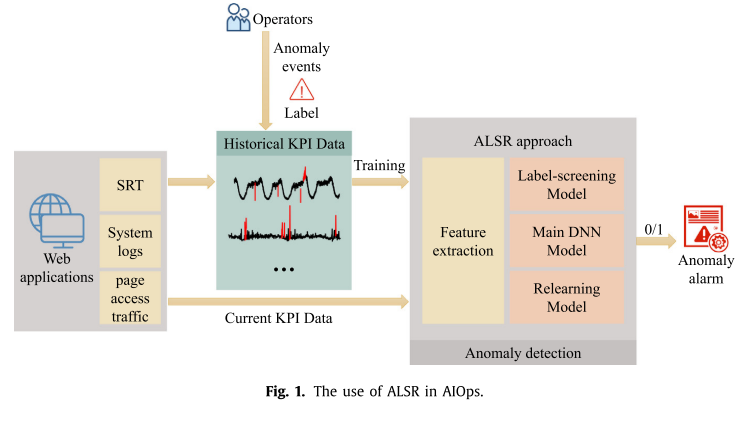 Operators
Anomaly
events
Label
Historical KPI Data
Training
ALSR approach
SRT
System
logs
page
access
traffic
Web
applications
Feature
extraction
Label-screening
Model
Main DNN
Model
Relearning
Model
0/1
Anomaly
alarm
Current KPI Data
Anomaly detection
Fig. 1. The use of ALSR in AIOps.